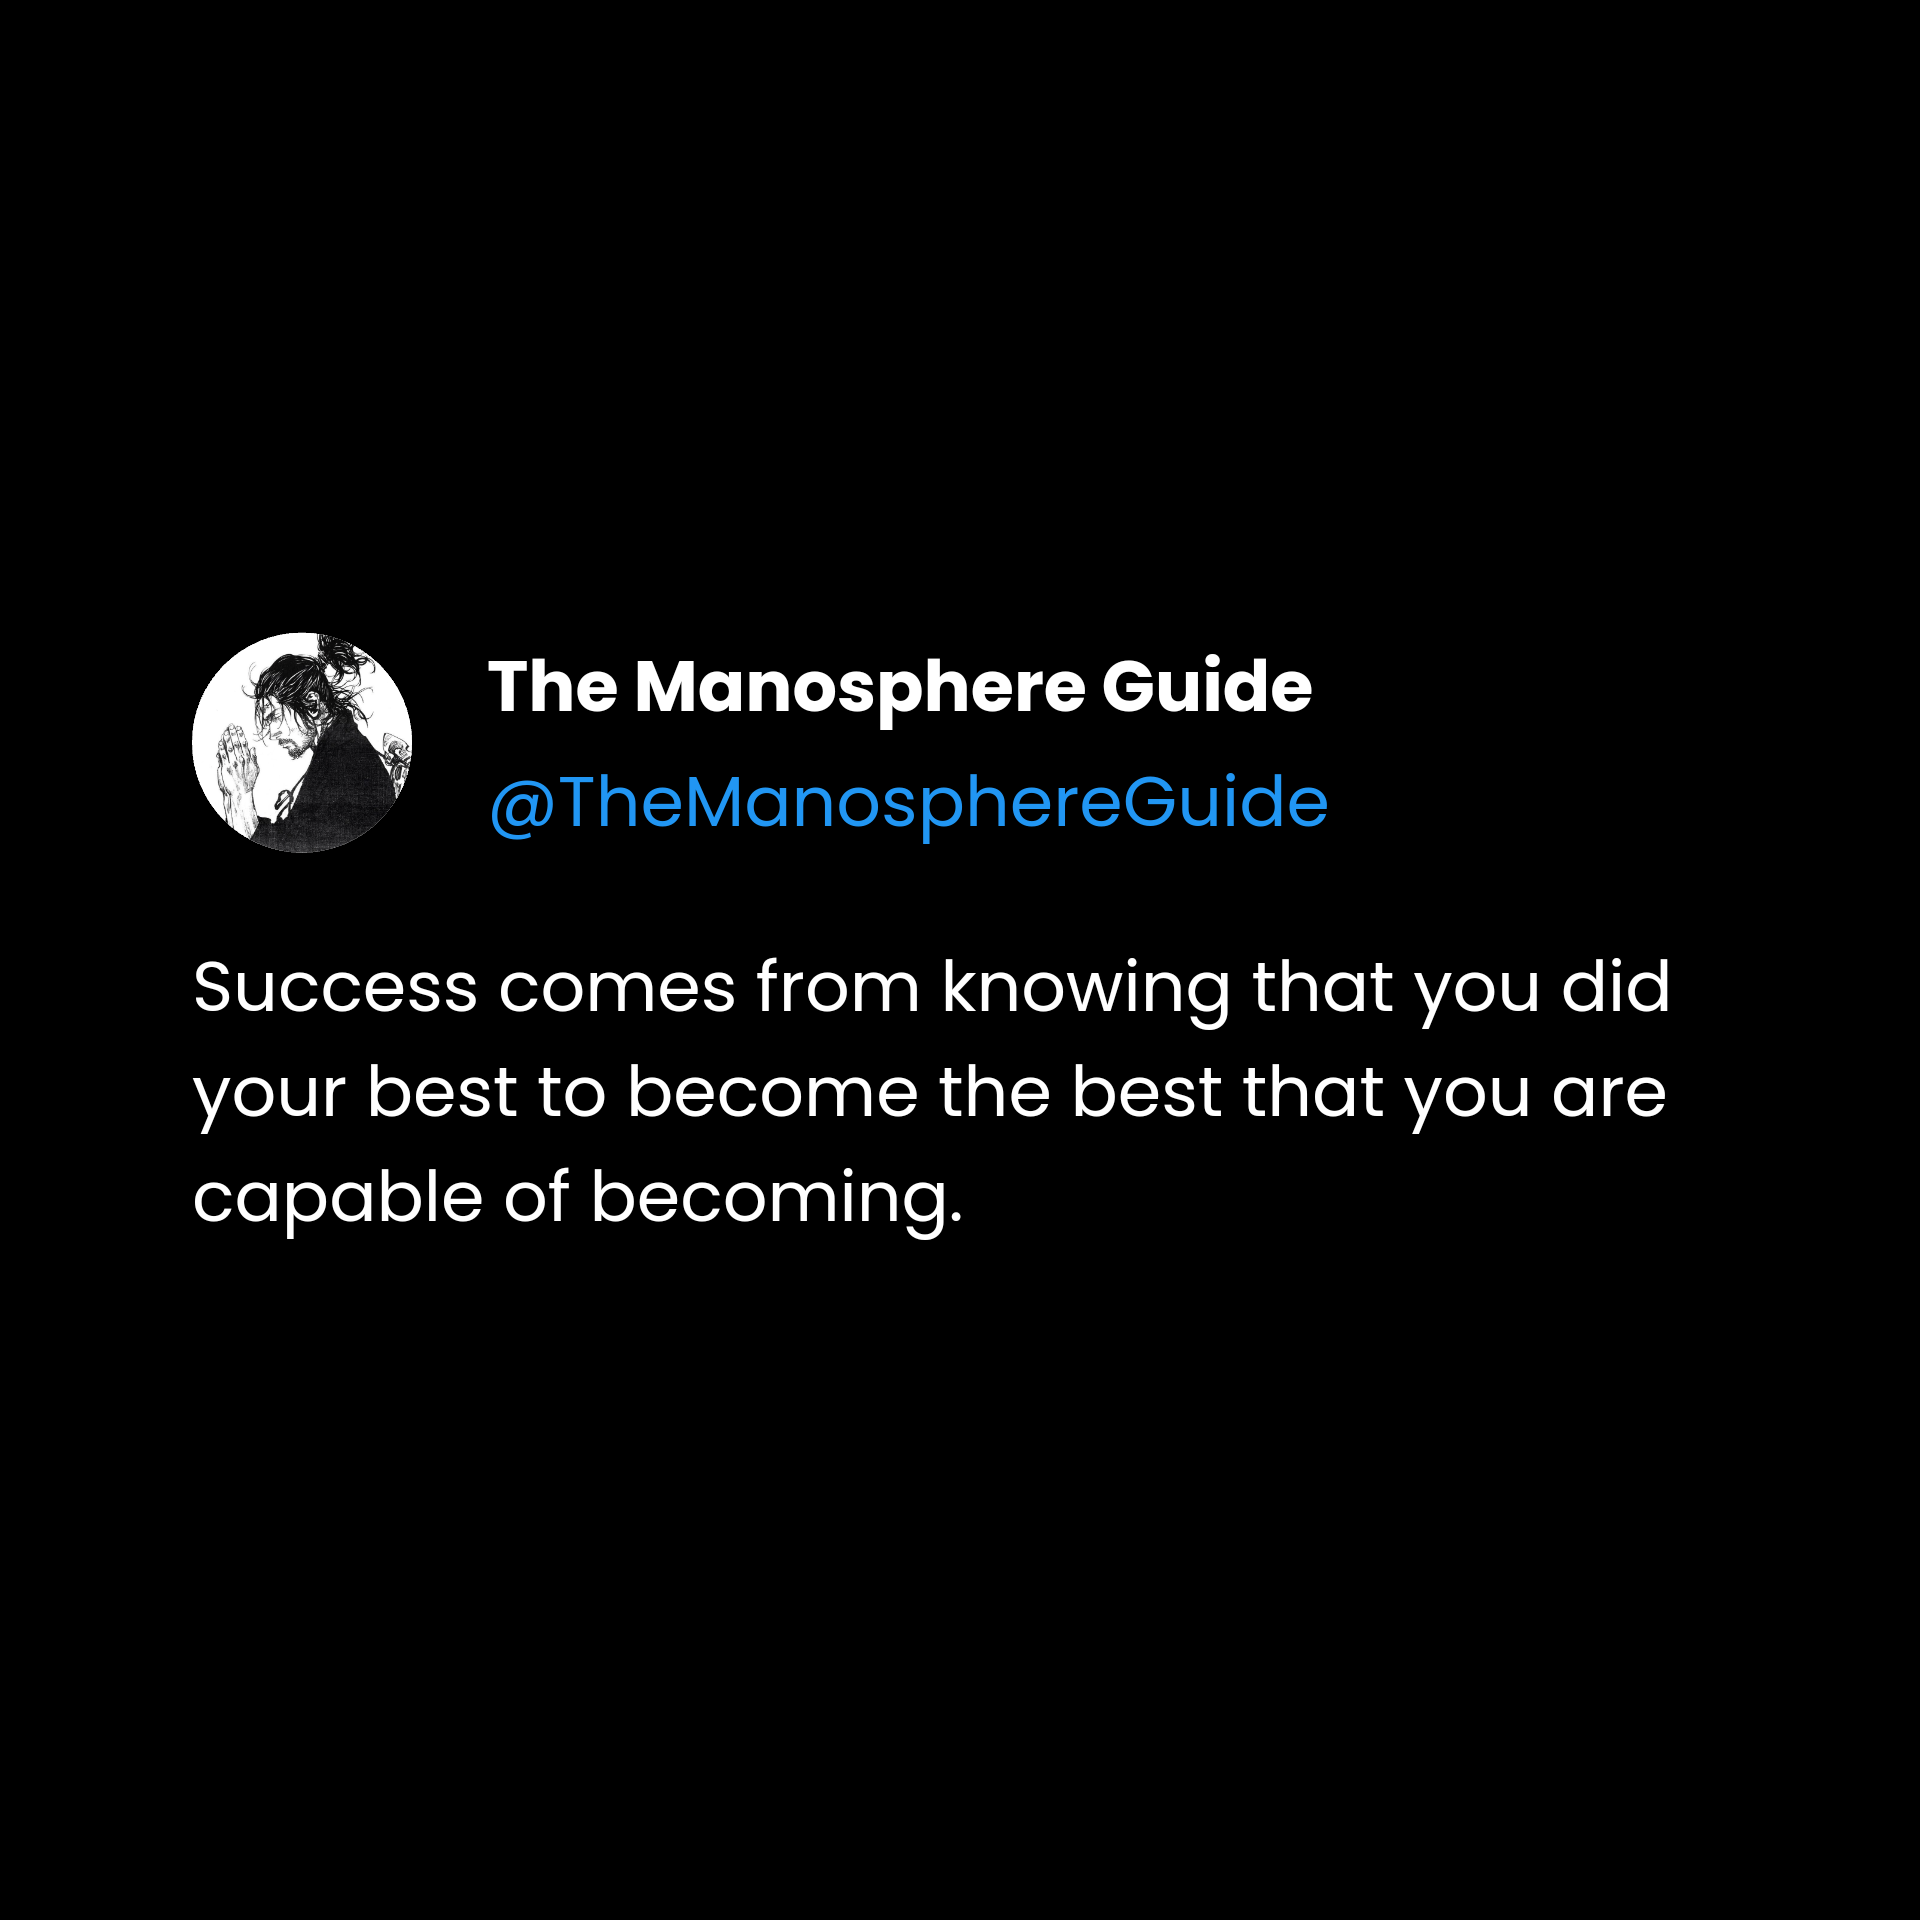 The Manosphere Guide
@TheManosphereGuide
Success comes from knowing that you did
your best to become the best that you are
capable of becoming.